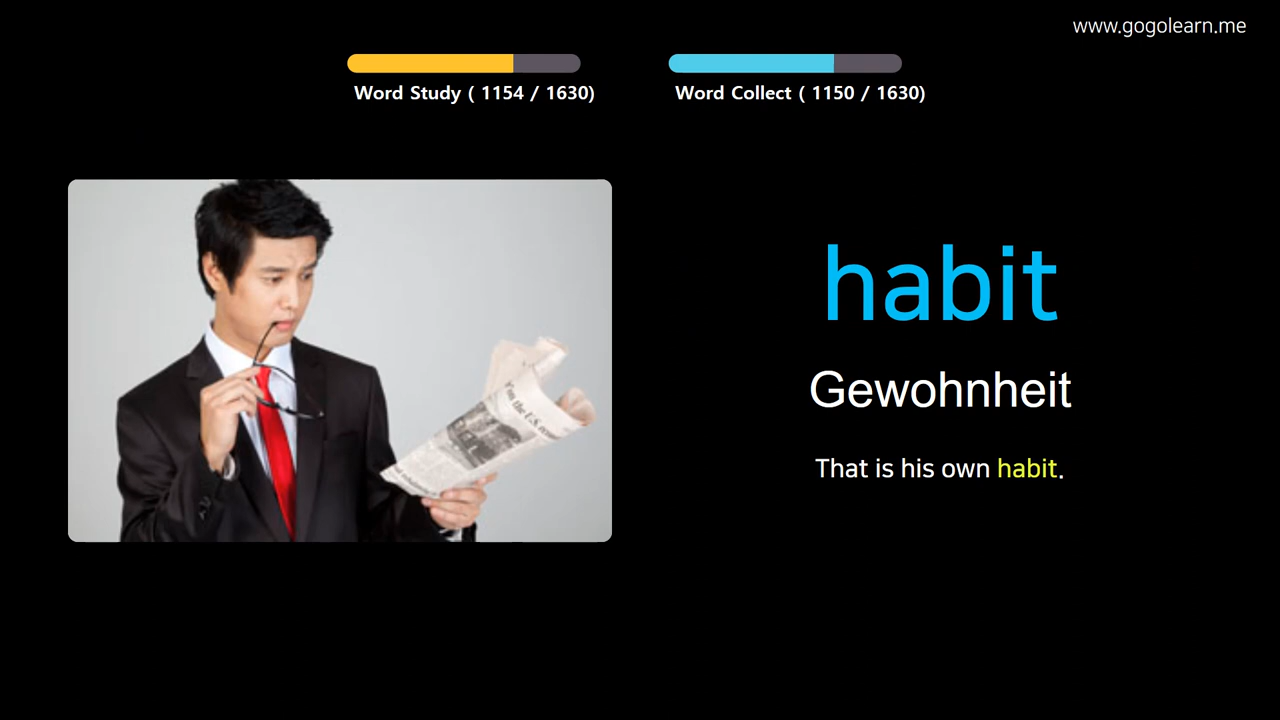 www.gogolearn.me
Word Study ( 1154 / 1630)
Word Collect ( 1150 / 1630)
habit
Gewohnheit
That is his own habit.